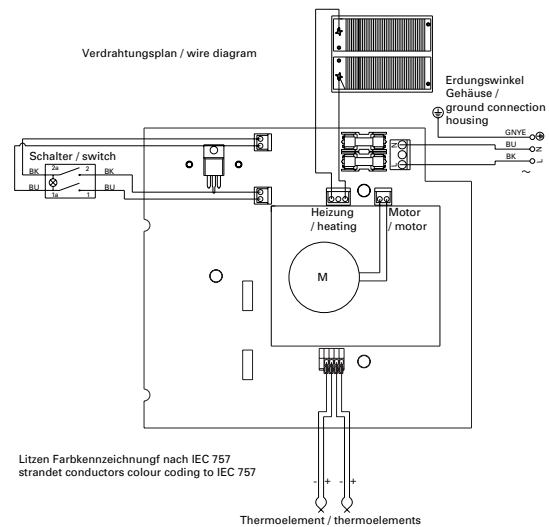 Verdrahtungsplan / wire diagram
Erdungswinkel
Gehäuse /
ground connection
housing
GNYE
BU
N
BK
L
~
N
L
Schalter / switch
2a
2
BK
BK
BU
BU
1a
1
Heizung
/ heating
Motor
/ motor
M
- +
- +
Litzen Farbkennzeichnungf nach IEC 757
strandet conductors colour coding to IEC 757
Thermoelement / thermoelements